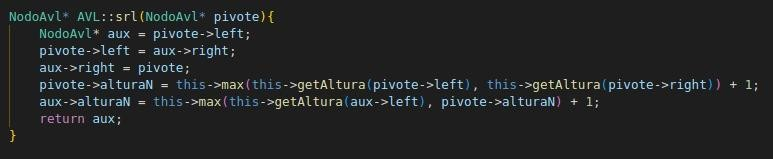 NodoAvl* AVL::srl(NodoAvl* pivote){
    NodoAvl* aux = pivote->left;
    pivote->left = aux->right;
    aux->right = pivote;
    pivote->alturaN = this->max(this->getAltura(pivote->left), this->getAltura(pivote->right)) + 1;
    aux->alturaN = this->max(this->getAltura(aux->left), pivote->alturaN) + 1;
    return aux;
}